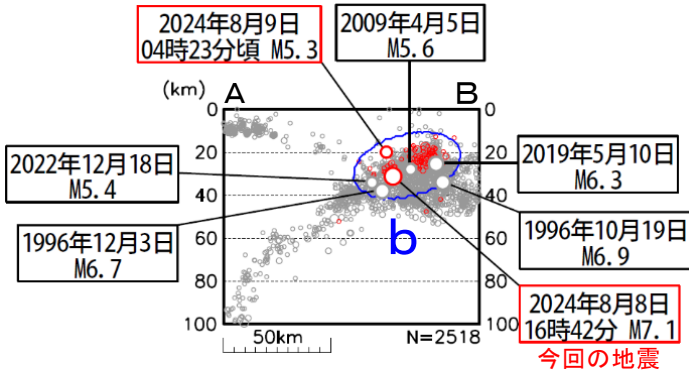 2024年8月9日
04時23分頃 M5.3
2009年4月5日
M5.6
(km)
A
B
0
20
40
60
80
100
0
20
40
60
80
100
2022年12月18日
M5.4
1996年12月3日
M6.7
2019年5月10日
M6.3
1996年10月19日
M6.9
b
2024年8月8日
16時42分 M7.1
今回の地震
50km
N=2518